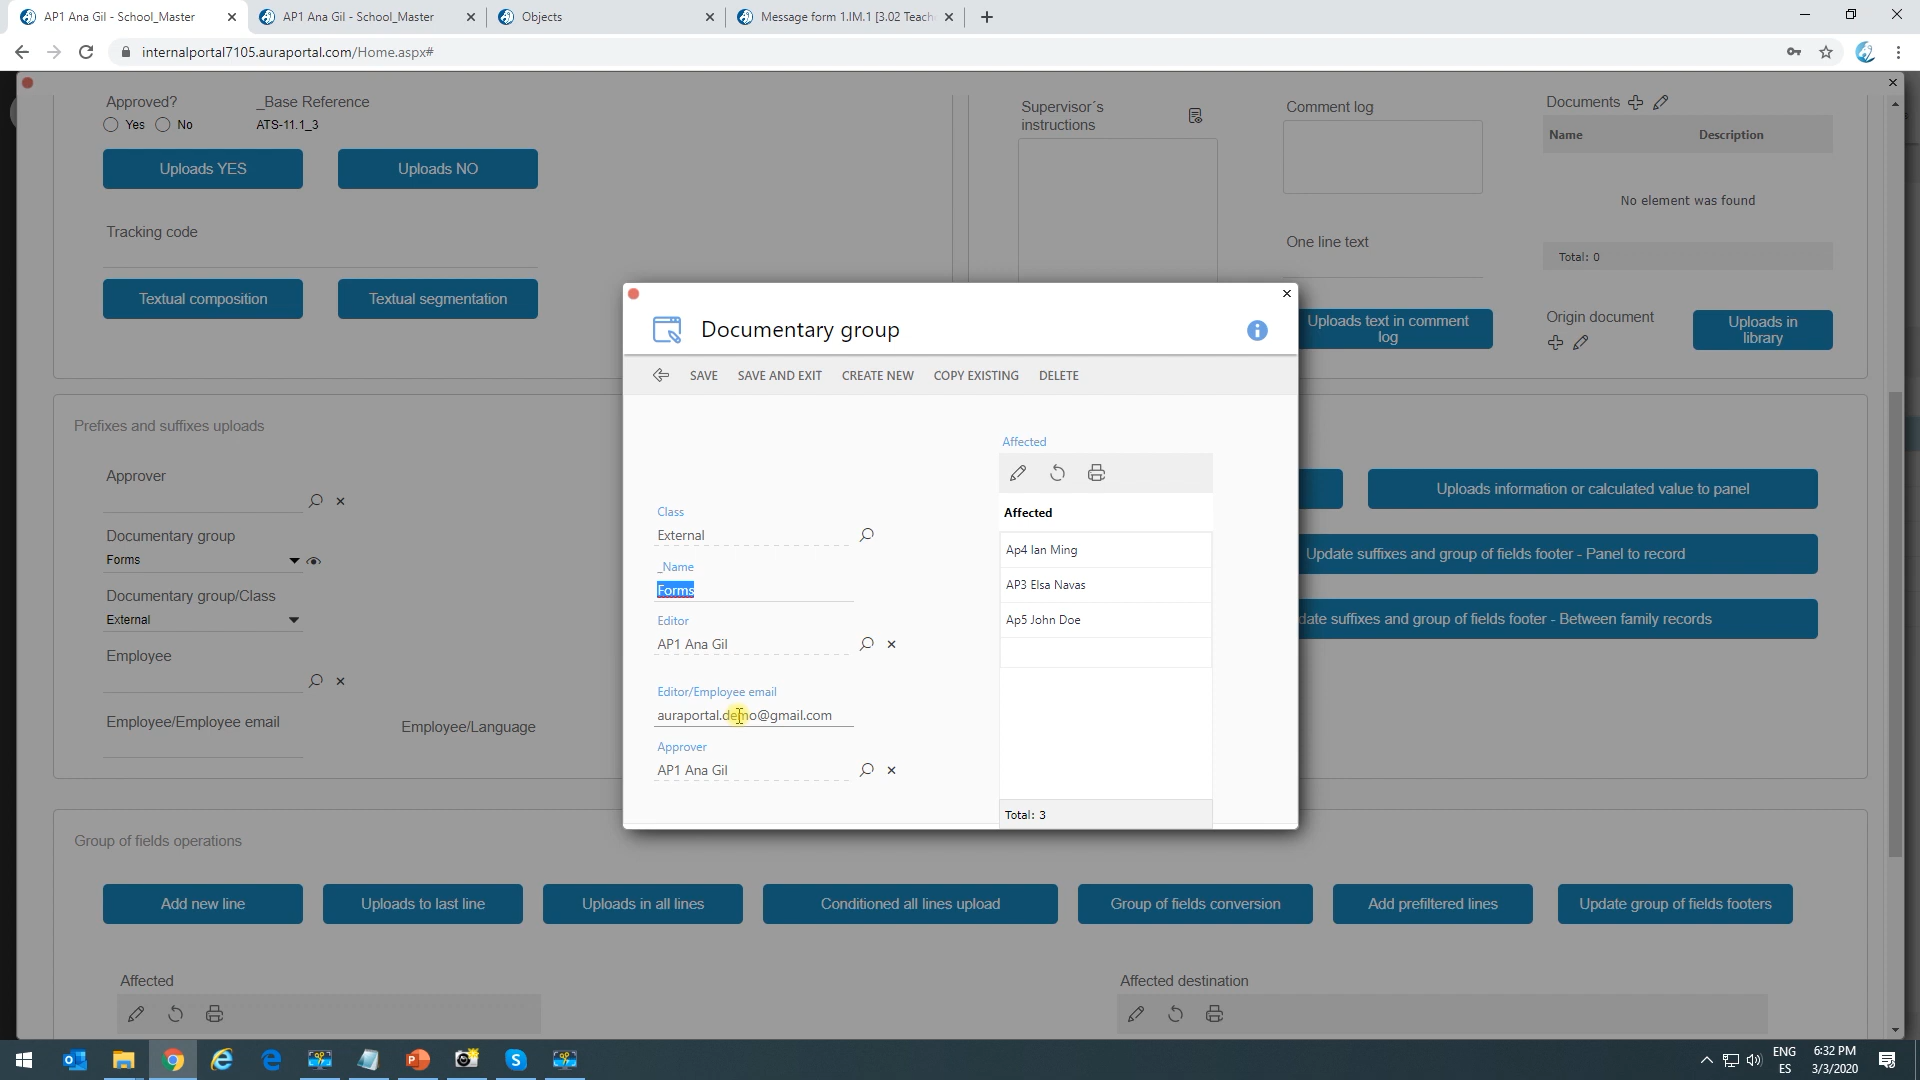 AP1 Ana Gil - School_Master
AP1 Ana Gil - School_Master
Objects
Message form 1.IM.1 [3.02 Teach
internalportal7105.auraportal.com/Home.aspx#
Approved?
_Base Reference
Yes
No
ATS-11.1_3
Uploads YES
Uploads NO
Tracking code
Textual composition
Textual segmentation
Supervisor´s
instructions
Comment log
Documents
Name
Description
No element was found
One line text
Total: 0
Uploads text in comment
log
Origin document
Uploads in
library
Documentary group
SAVE
SAVE AND EXIT
CREATE NEW
COPY EXISTING
DELETE
Class
External
_Name
Forms
Editor
AP1 Ana Gil
Editor/Employee email
auraportal.demo@gmail.com
Approver
AP1 Ana Gil
Affected
Affected
Ap4 Ian Ming
AP3 Elsa Navas
Ap5 John Doe
Total: 3
Prefixes and suffixes uploads
Approver
Documentary group
Forms
Documentary group/Class
External
Employee
Employee/Employee email
Employee/Language
Uploads information or calculated value to panel
Update suffixes and group of fields footer - Panel to record
date suffixes and group of fields footer - Between family records
Group of fields operations
Add new line
Uploads to last line
Uploads in all lines
Conditioned all lines upload
Group of fields conversion
Add prefiltered lines
Update group of fields footers
Affected
Affected destination
ENG
ES
6:32 PM
3/3/2020